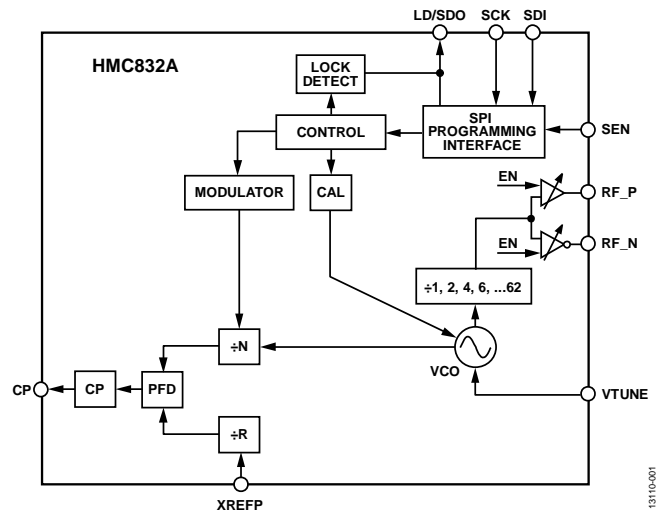 LD/SDO SCK SDI
HMC832A
LOCK
DETECT
CONTROL
SPI
PROGRAMMING
INTERFACE
SEN
MODULATOR
CAL
EN
RF_P
EN
RF_N
÷1, 2, 4, 6, ...62
÷N
VCO
CP
CP
PFD
VTUNE
÷R
XREFP
13110-001